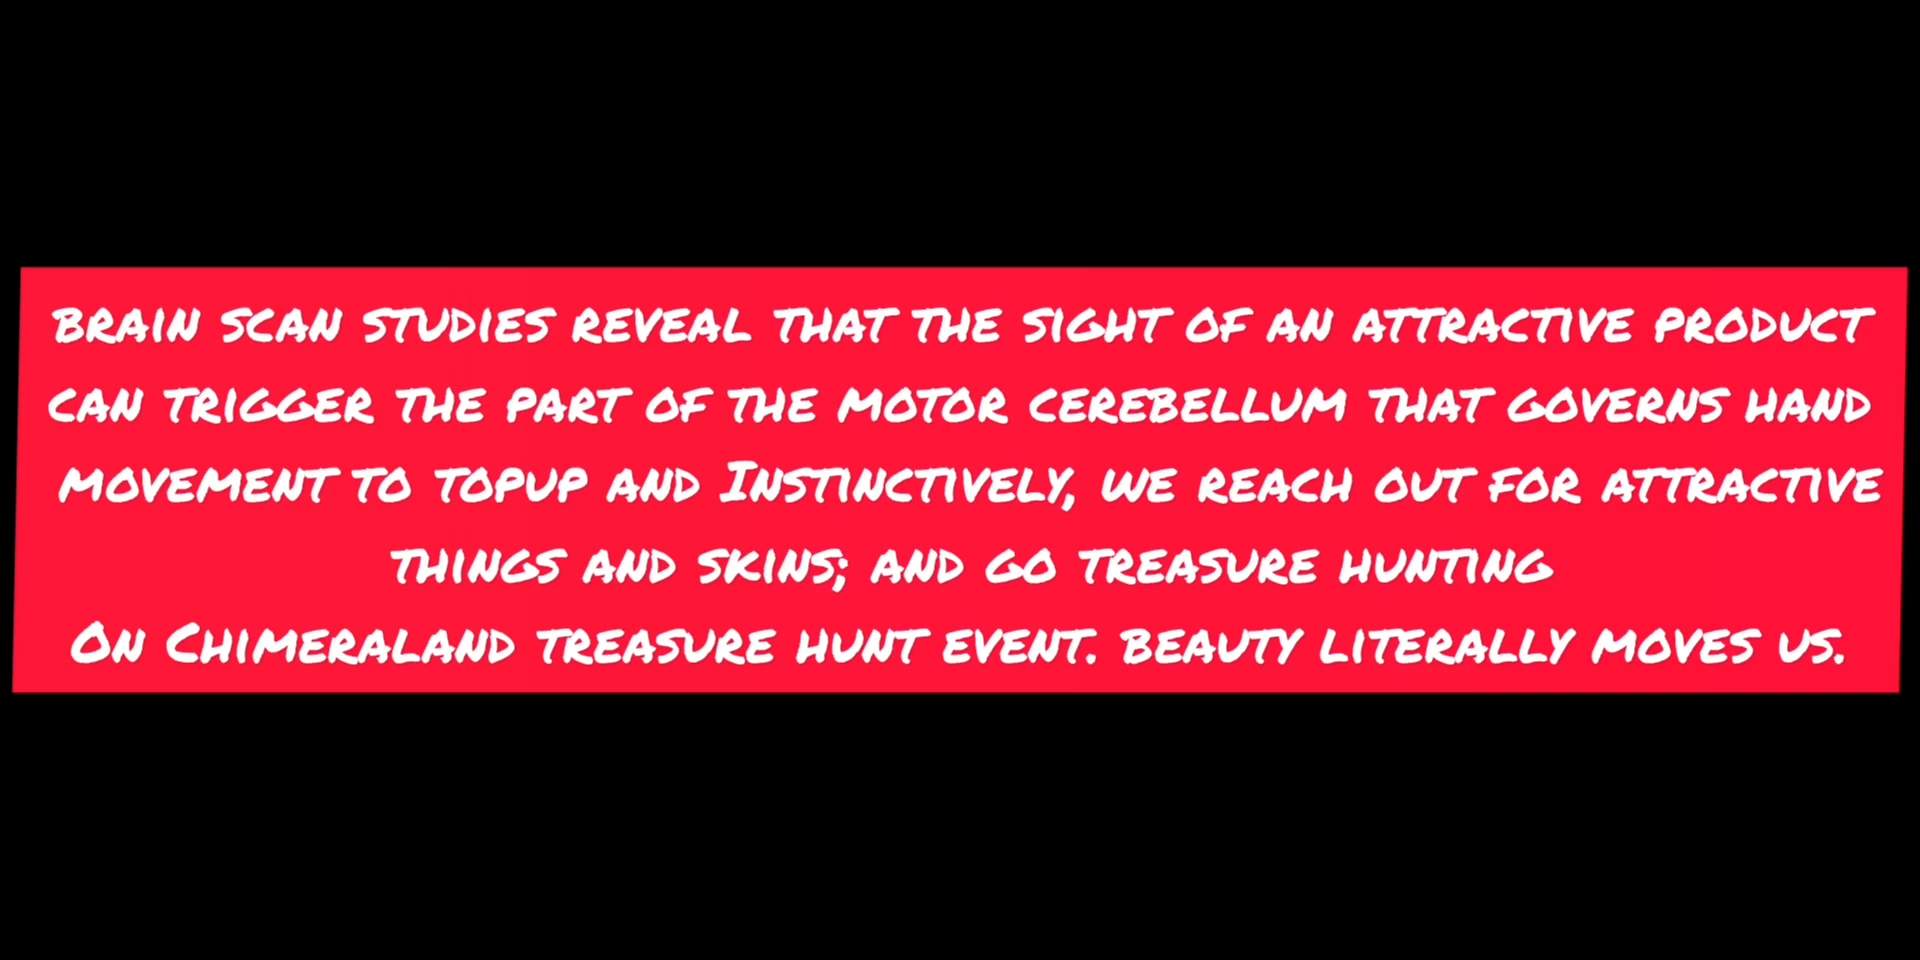 BRAIN SCAN STUDIES REVEAL THAT THE SIGHT OF AN ATTRACTIVE PRODUCT
CAN TRIGGER THE PART OF THE MOTOR CEREBELLUM THAT GOVERNS HAND
MOVEMENT TO TOPUP AND INSTINCTIVELY, WE REACH OUT FOR ATTRACTIVE
THINGS AND SKINS; AND GO TREASURE HUNTING
ON CHIMERALAND TREASURE HUNT EVENT. BEAUTY LITERALLY MOVES US.